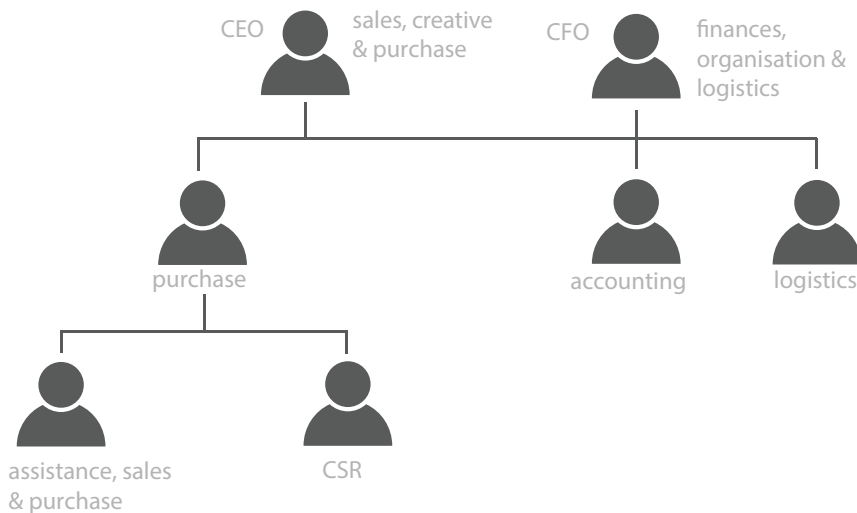 CEO
sales, creative
& purchase
CFO
finances,
organisation &
logistics
purchase
accounting
logistics
assistance, sales
& purchase
CSR